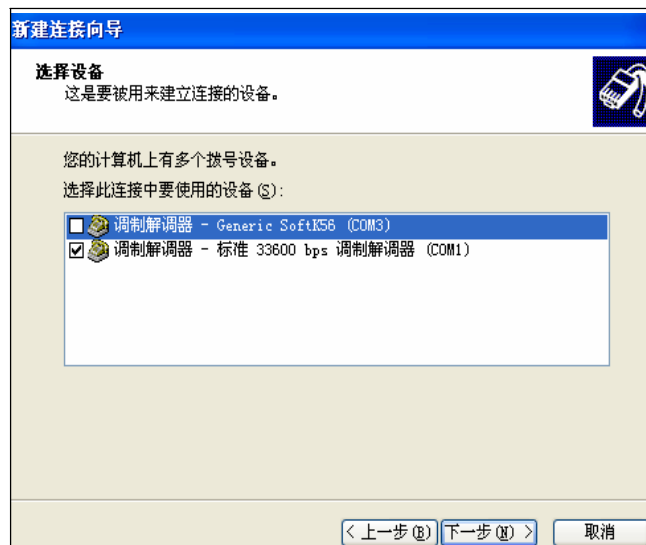 新建连接向导
选择设备
这是要被用来建立连接的设备。
您的计算机上有多个拨号设备。
选择此连接中要使用的设备(S):
调制解调器 - Generic SoftK56 (COM3)
调制解调器 - 标准 33600 bps 调制解调器 (COM1)
< 上一步(B) 下一步(N) > 取消